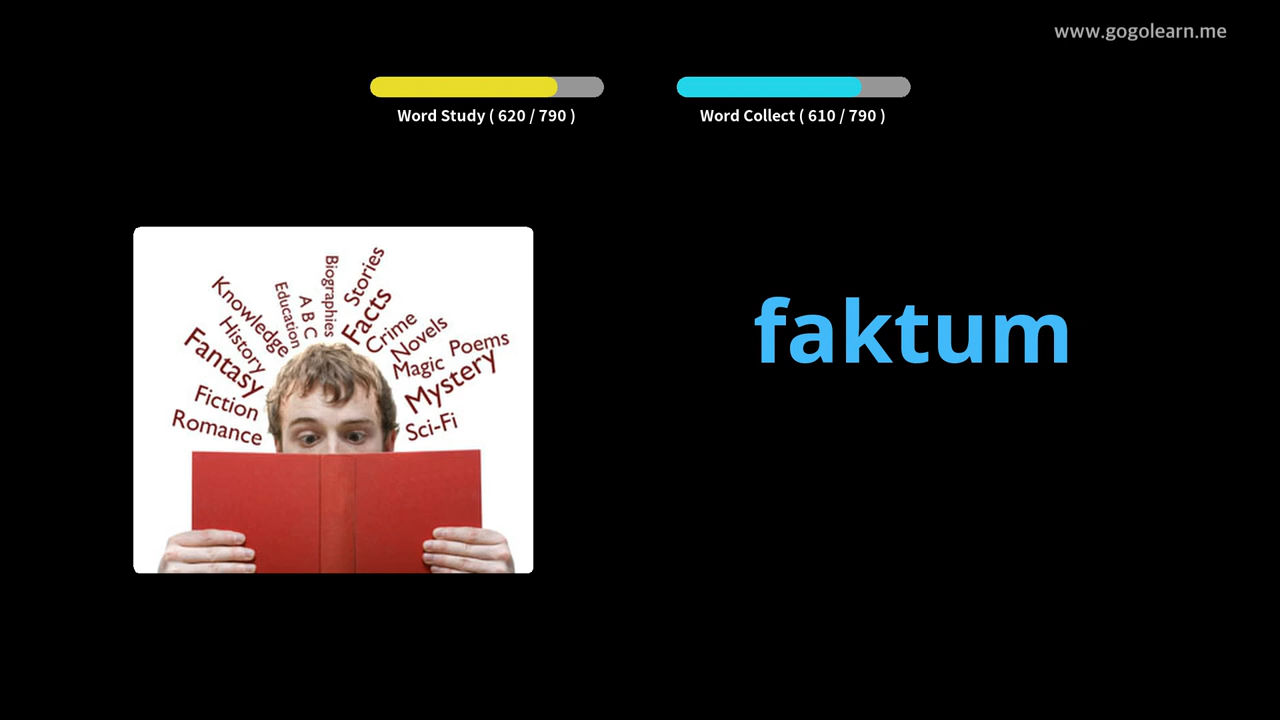 www.gogolearn.me
Word Study ( 620 / 790 )
Word Collect ( 610 / 790 )
faktum
Biographies
Stories
Education
A B C
Facts
Knowledge
Crime
History
Novels
Poems
Fantasy
Magic
Mystery
Fiction
Romance
Sci-Fi